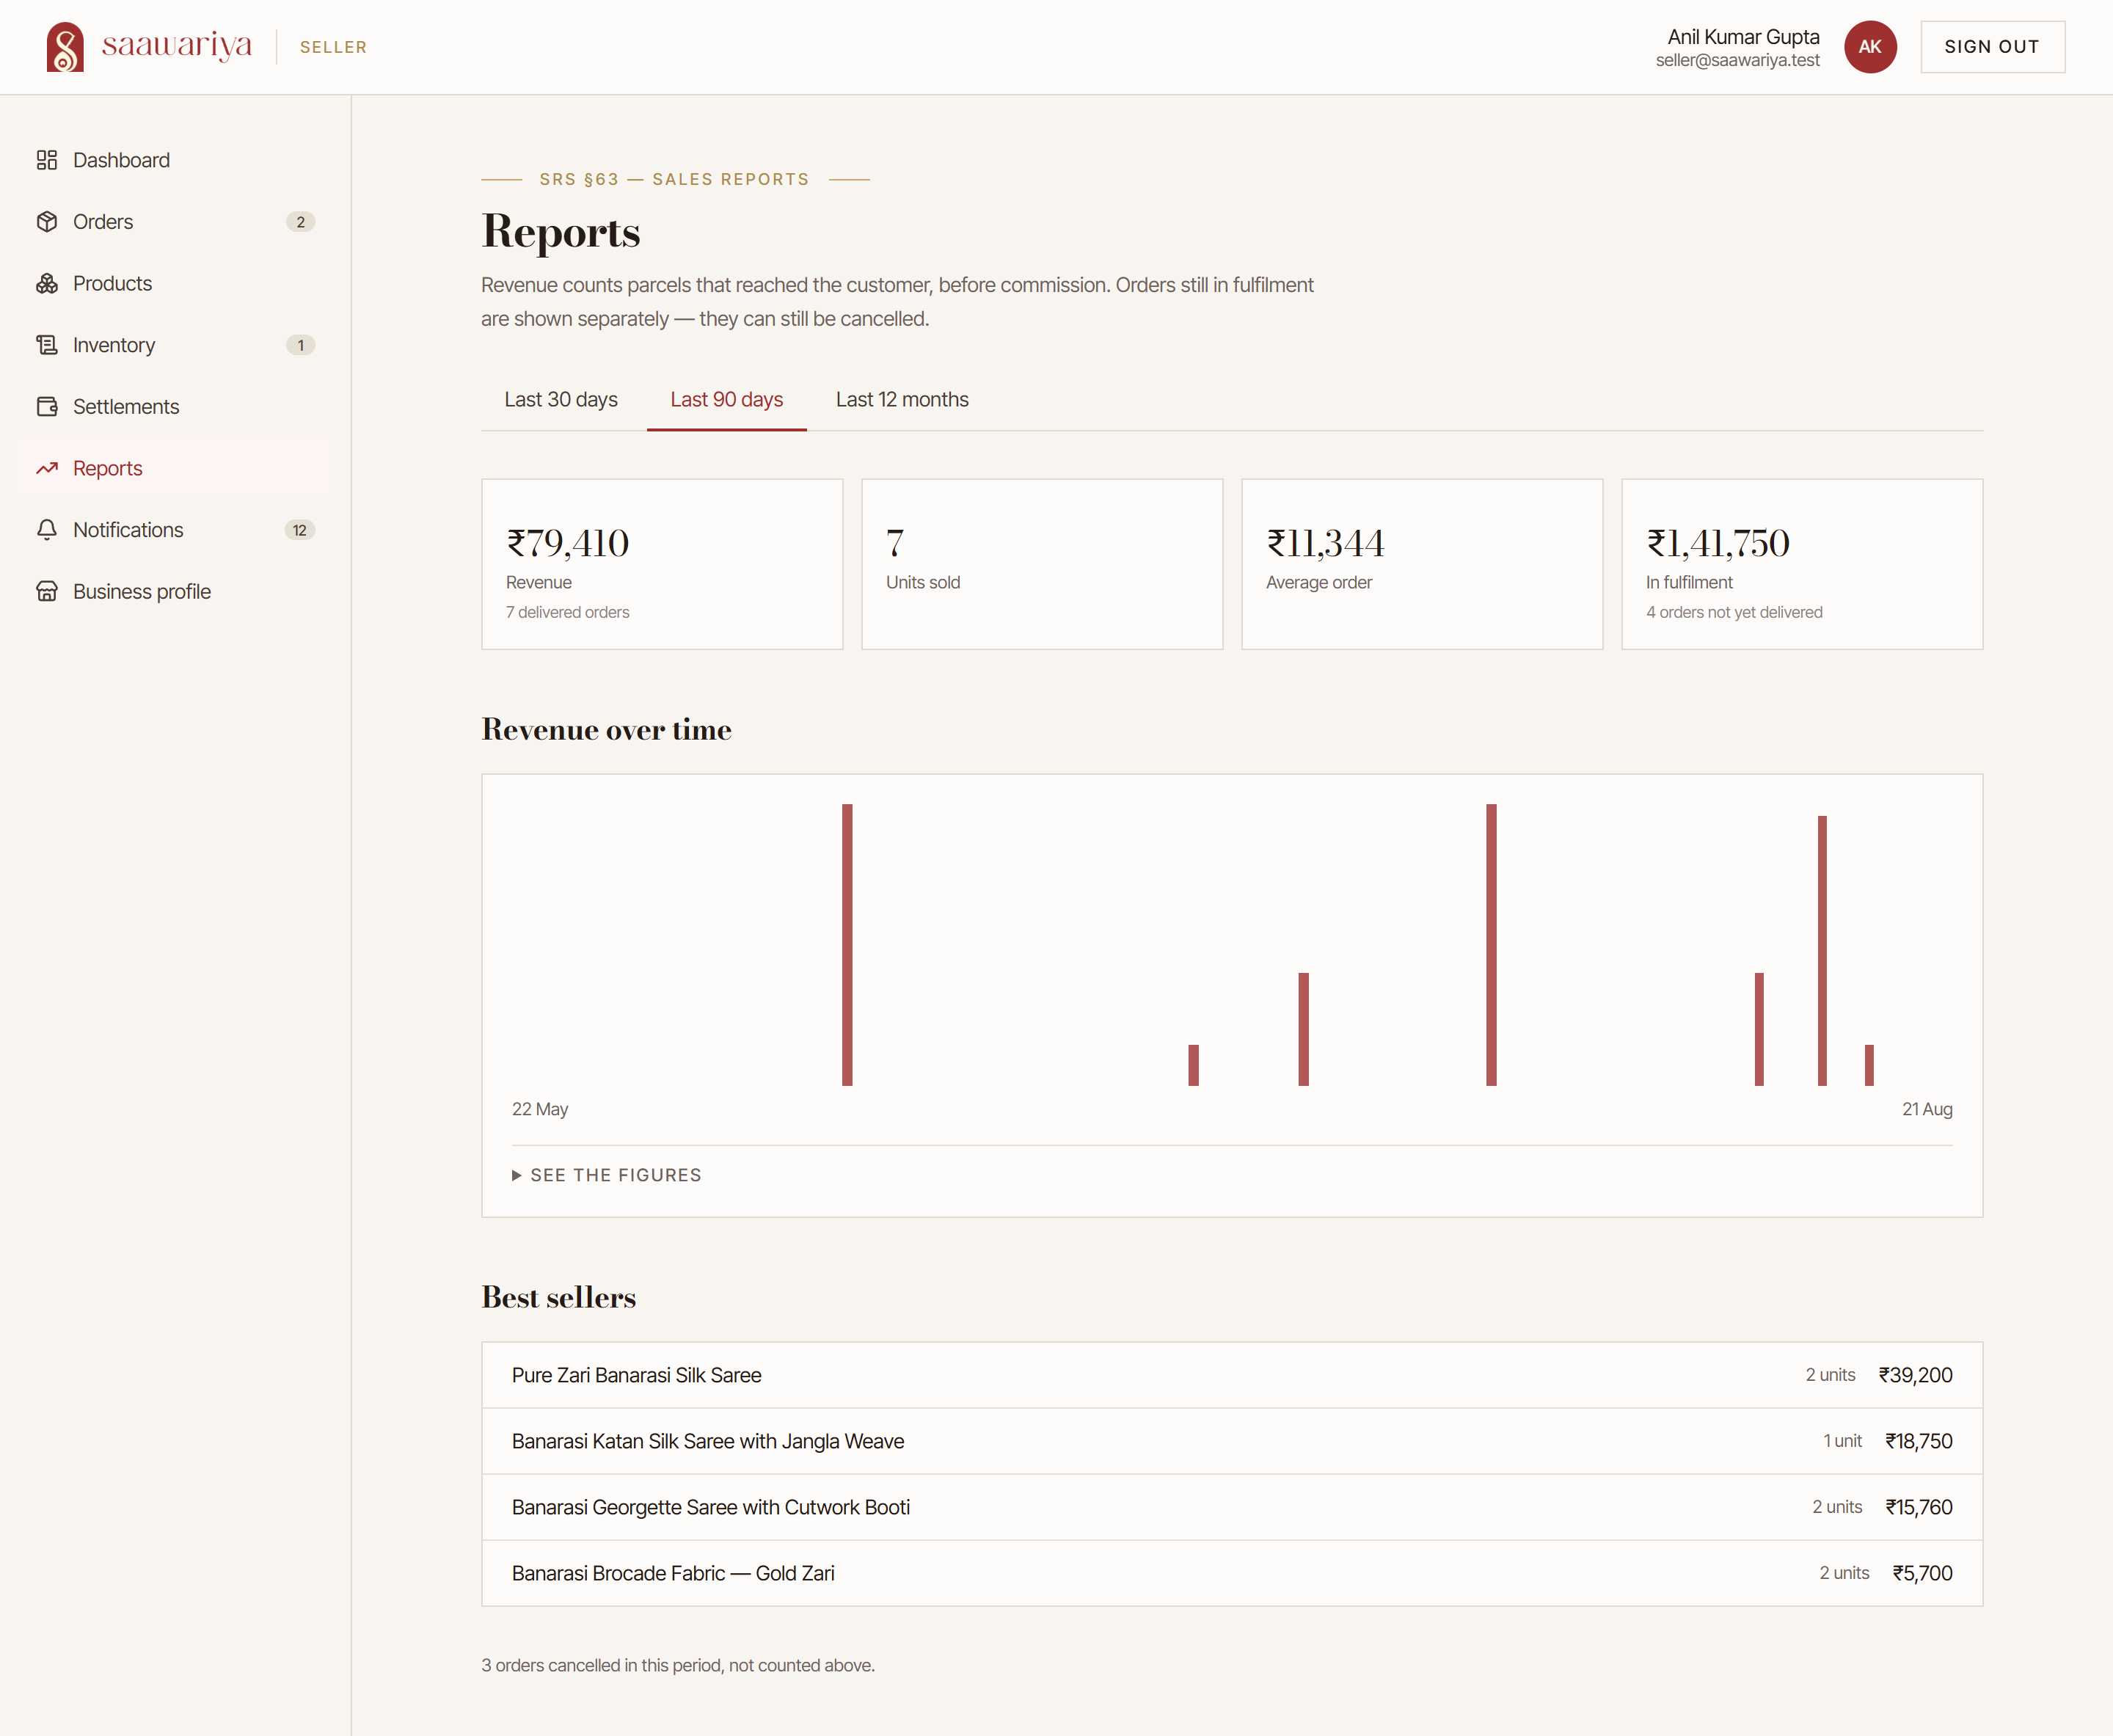 saawariya
SELLER
Anil Kumar Gupta
seller@saawariya.test
AK
SIGN OUT
Dashboard
Orders 2
Products
Inventory 1
Settlements
Reports
Notifications 12
Business profile
SRS §63 — SALES REPORTS
Reports
Revenue counts parcels that reached the customer, before commission. Orders still in fulfilment
are shown separately — they can still be cancelled.
Last 30 days Last 90 days Last 12 months
₹79,410
Revenue
7 delivered orders
7
Units sold
₹11,344
Average order
₹1,41,750
In fulfilment
4 orders not yet delivered
Revenue over time
22 May 21 Aug
SEE THE FIGURES
Best sellers
Pure Zari Banarasi Silk Saree 2 units ₹39,200
Banarasi Katan Silk Saree with Jangla Weave 1 unit ₹18,750
Banarasi Georgette Saree with Cutwork Booti 2 units ₹15,760
Banarasi Brocade Fabric — Gold Zari 2 units ₹5,700
3 orders cancelled in this period, not counted above.